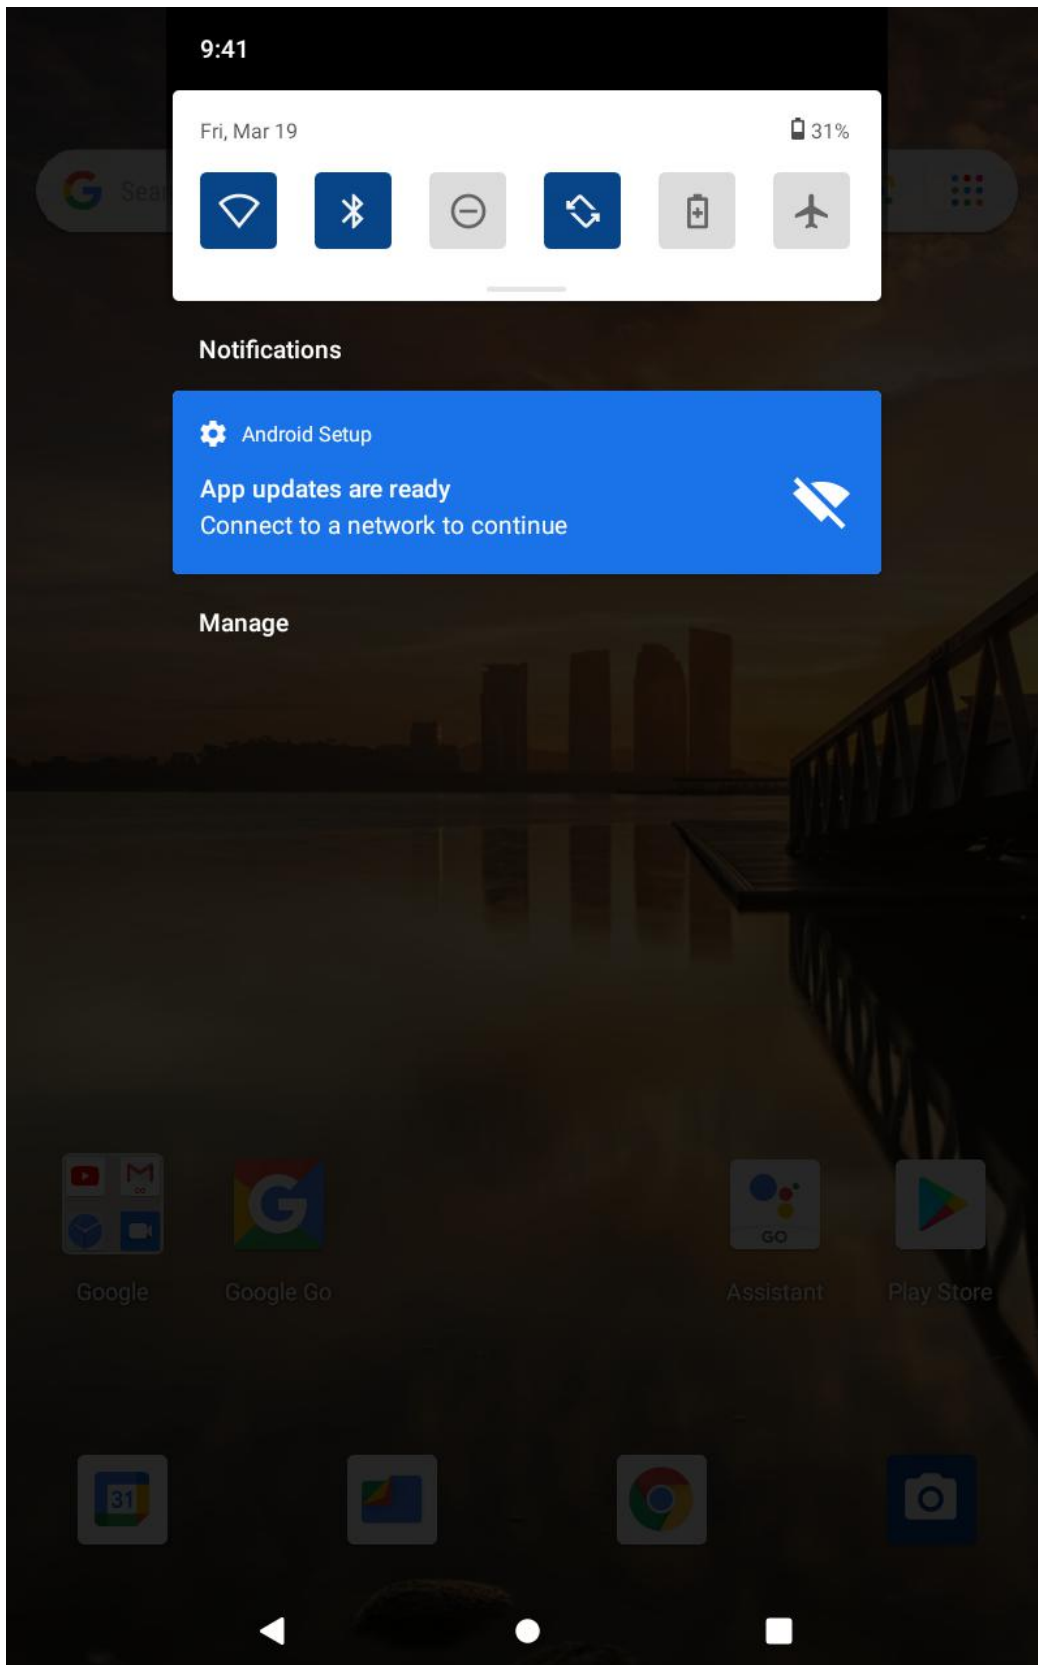 9:41
Fri, Mar 19
31%
Sear
Notifications
Android Setup
App updates are ready
Connect to a network to continue
Manage
GO
Google
Google Go
Assistant
Play Store
31